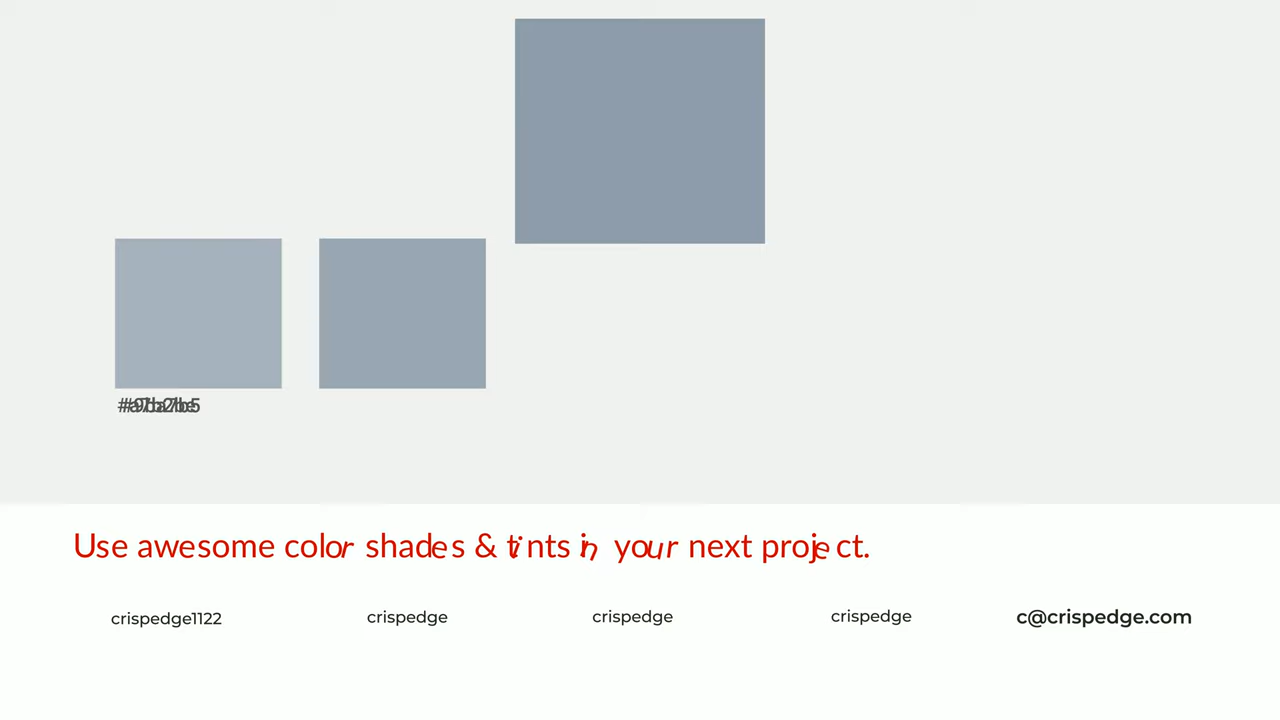 Use awesome color shades & tints in your next project.
crispedge1122 crispedge crispedge crispedge c@crispedge.com